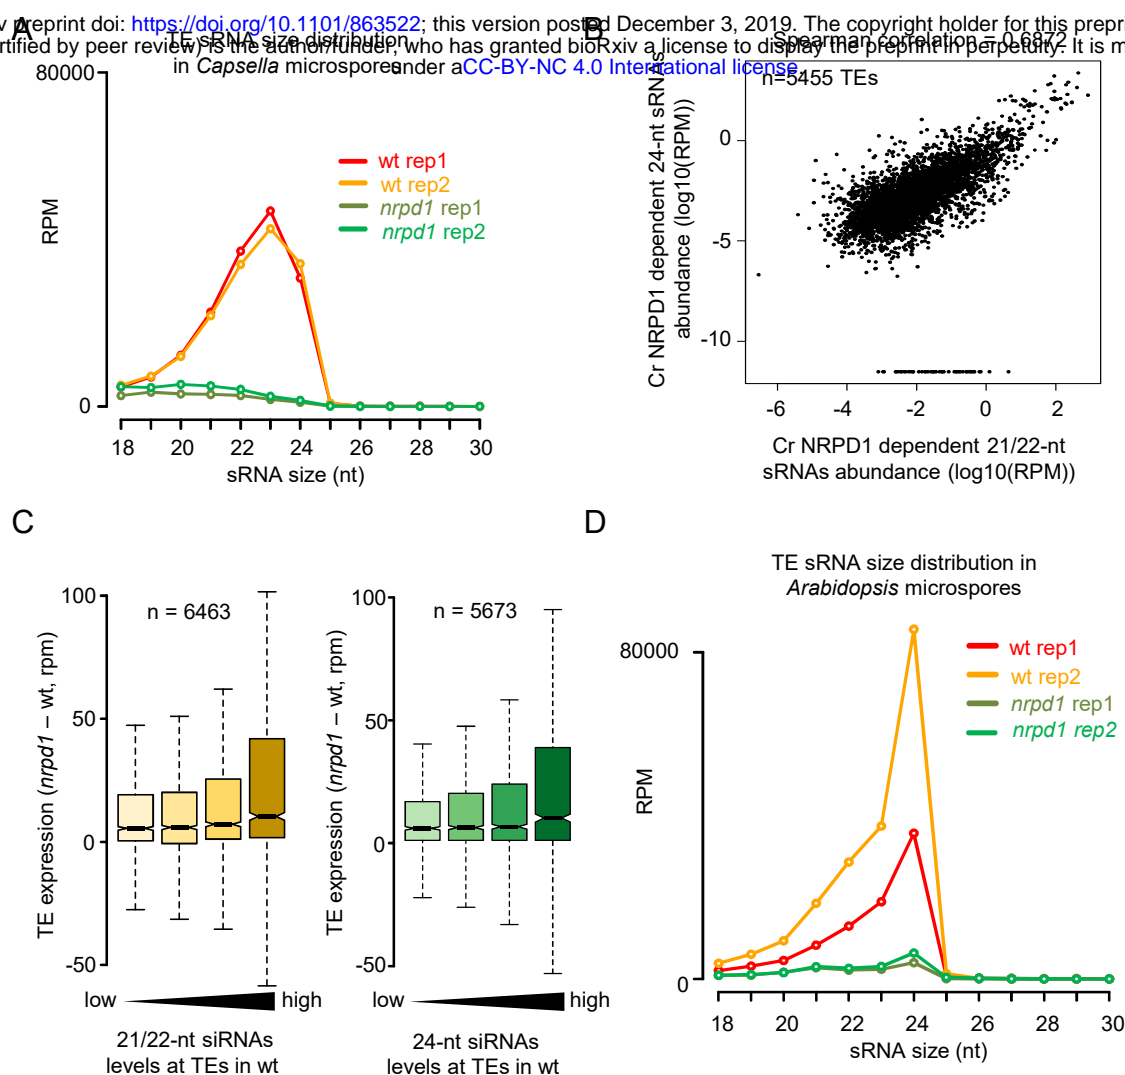 v preprint doi: https://doi.org/10.1101/863522; this version posted December 3, 2019. The copyright holder for this prepri
rtified by peer review) is the author/funder, who has granted bioRxiv a license to display the preprint in perpetuity. It is m
under aCC-BY-NC 4.0 International license.
A
TE sRNA size distribution
in Capsella microspores
80000
RPM
0
wt rep1
wt rep2
nrpd1 rep1
nrpd1 rep2
18 20 22 24 26 28 30
sRNA size (nt)
B
Spearman correlation = 0.6872
n=5455 TEs
Cr NRPD1 dependent 24-nt sRNAs
abundance (log10(RPM))
0
-5
-10
-6 -4 -2 0 2
Cr NRPD1 dependent 21/22-nt
sRNAs abundance (log10(RPM))
C
TE expression (nrpd1 – wt, rpm)
100
50
0
-50
n = 6463
low high
21/22-nt siRNAs
levels at TEs in wt
TE expression (nrpd1 – wt, rpm)
100
50
0
-50
n = 5673
low high
24-nt siRNAs
levels at TEs in wt
D
TE sRNA size distribution in
Arabidopsis microspores
80000
RPM
0
wt rep1
wt rep2
nrpd1 rep1
nrpd1 rep2
18 20 22 24 26 28 30
sRNA size (nt)